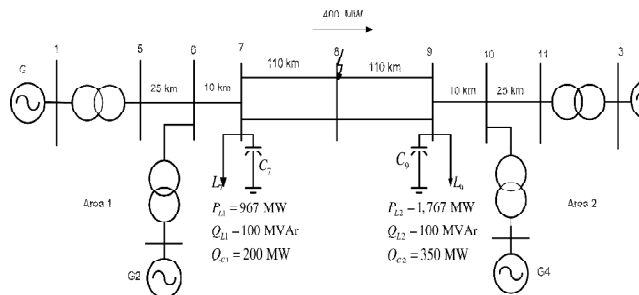 400 MW
1
5
6
7
8
9
10
11
3
G
110 km
110 km
25 km
10 km
10 km
25 km
C7
C9
L7
L9
Area 1
Area 2
PL1 = 967 MW
QL1 - 100 MVAr
QC1 = 200 MW
PL2 - 1,767 MW
QL2 - 100 MVAr
QC2 = 350 MW
G2
G4